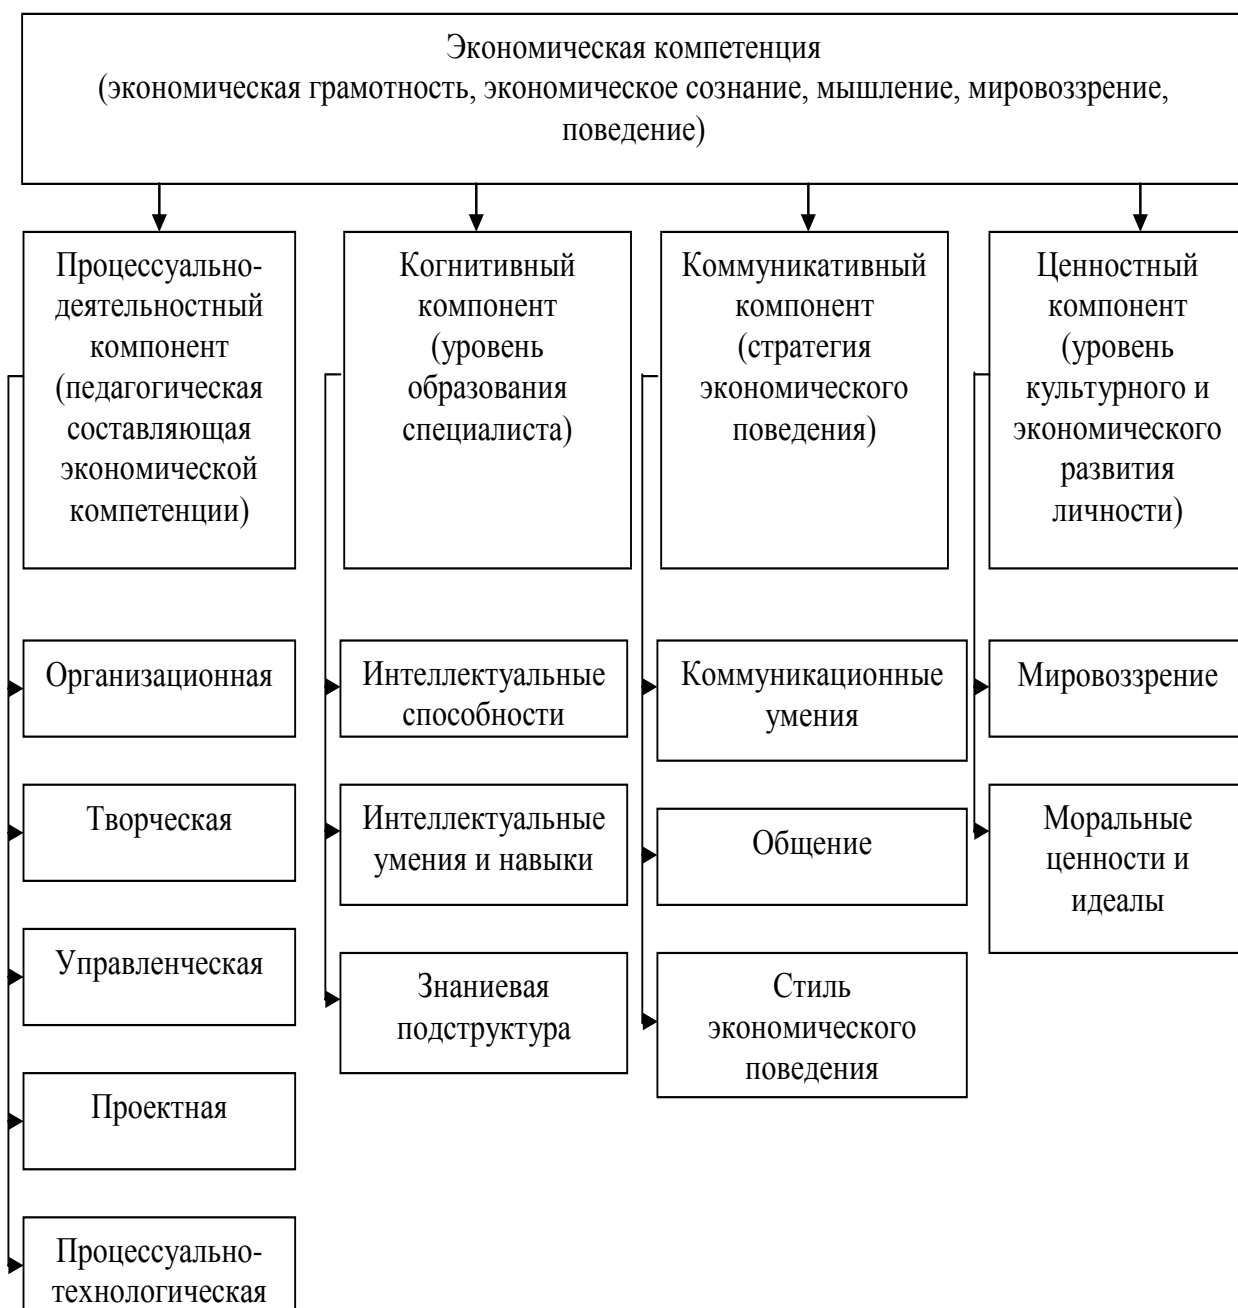 Экономическая компетенция
(экономическая грамотность, экономическое сознание, мышление, мировоззрение,
поведение)
Процессуально-
деятельностный
компонент
(педагогическая
составляющая
экономической
компетенции)
Когнитивный
компонент
(уровень
образования
специалиста)
Коммуникативный
компонент
(стратегия
экономического
поведения)
Ценностный
компонент
(уровень
культурного и
экономического
развития
личности)
Организационная
Творческая
Управленческая
Проектная
Процессуально-
технологическая
Интеллектуальные
способности
Интеллектуальные
умения и навыки
Знаниевая
подструктура
Коммуникационные
умения
Общение
Стиль
экономического
поведения
Мировоззрение
Моральные
ценности и
идеалы